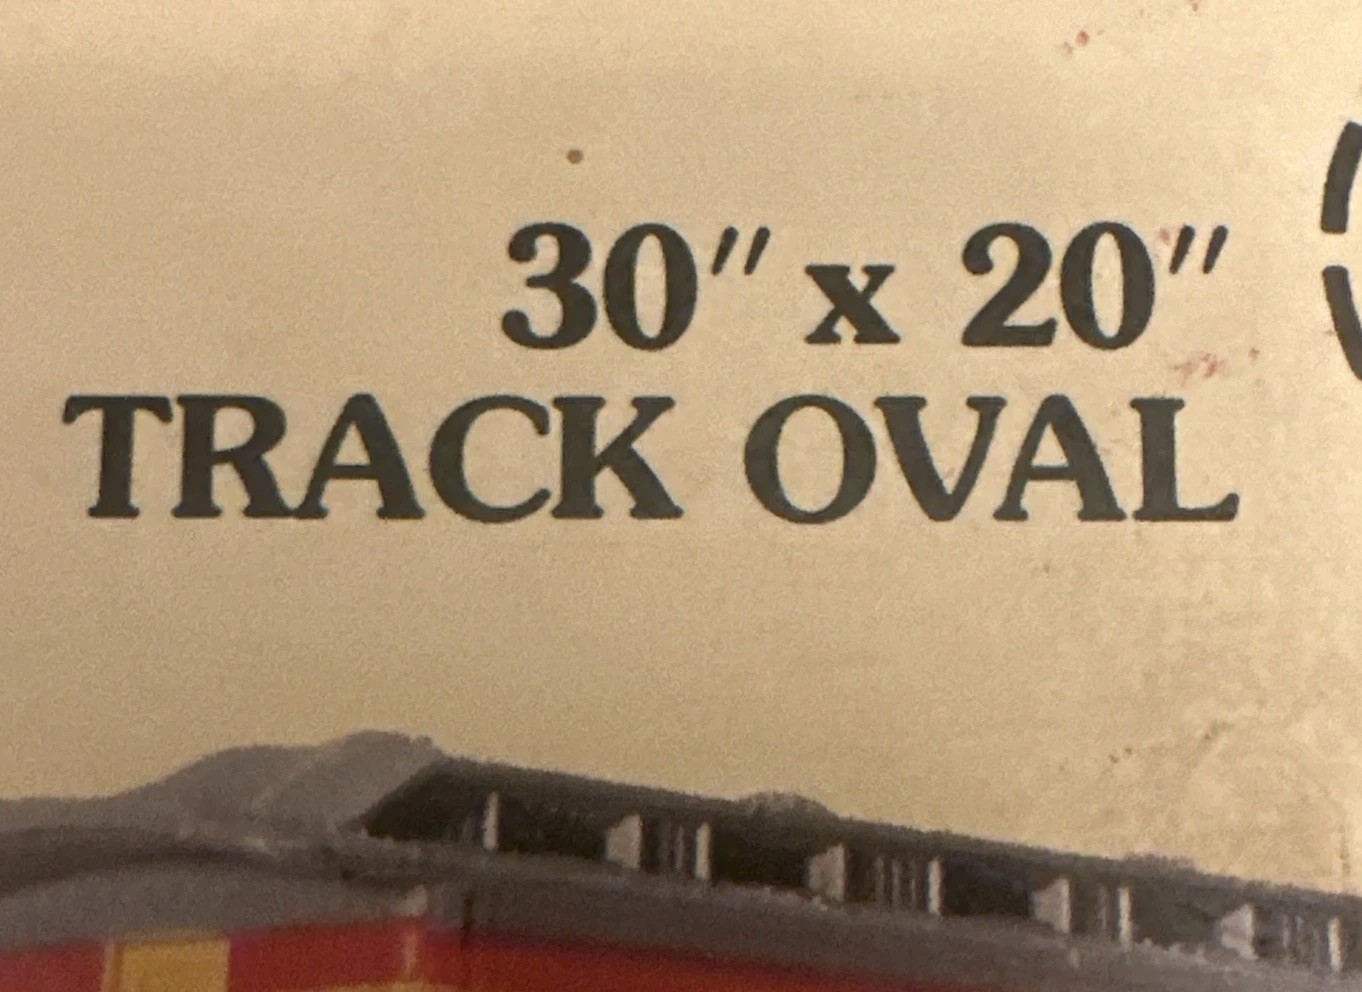 30" x 20"
TRACK OVAL